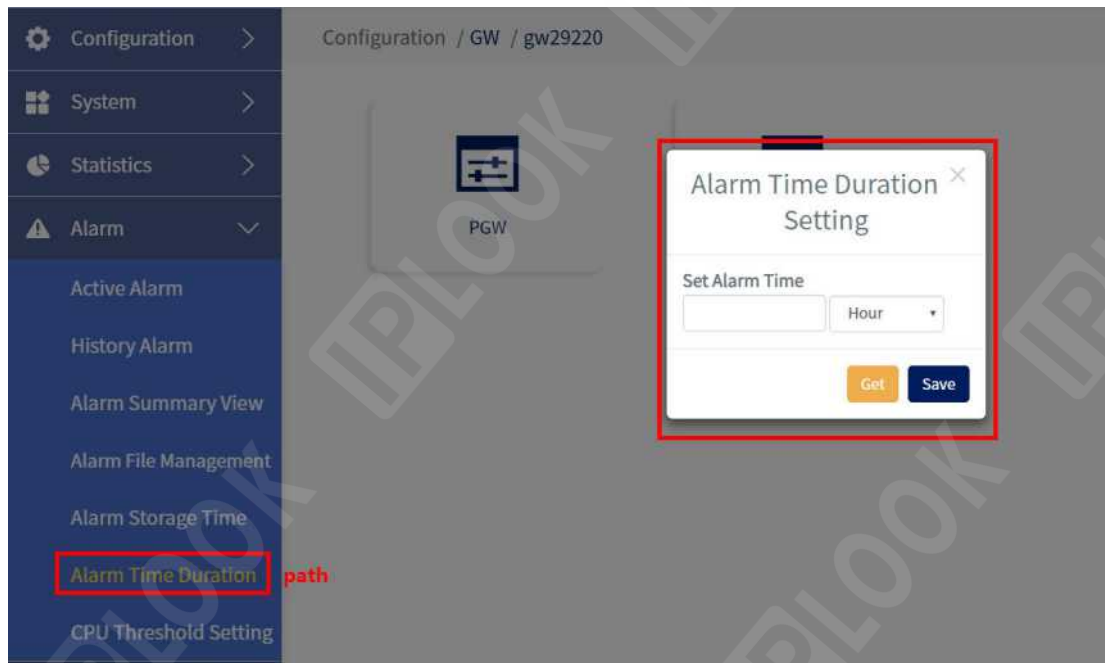 Configuration
System
Statistics
Alarm
Active Alarm
History Alarm
Alarm Summary View
Alarm File Management
Alarm Storage Time
Alarm Time Duration
path
CPU Threshold Setting
Configuration / GW / gw29220
PGW
Alarm Time Duration
Setting
×
Set Alarm Time
Hour
Get
Save
IPLOOK
IPLOOK